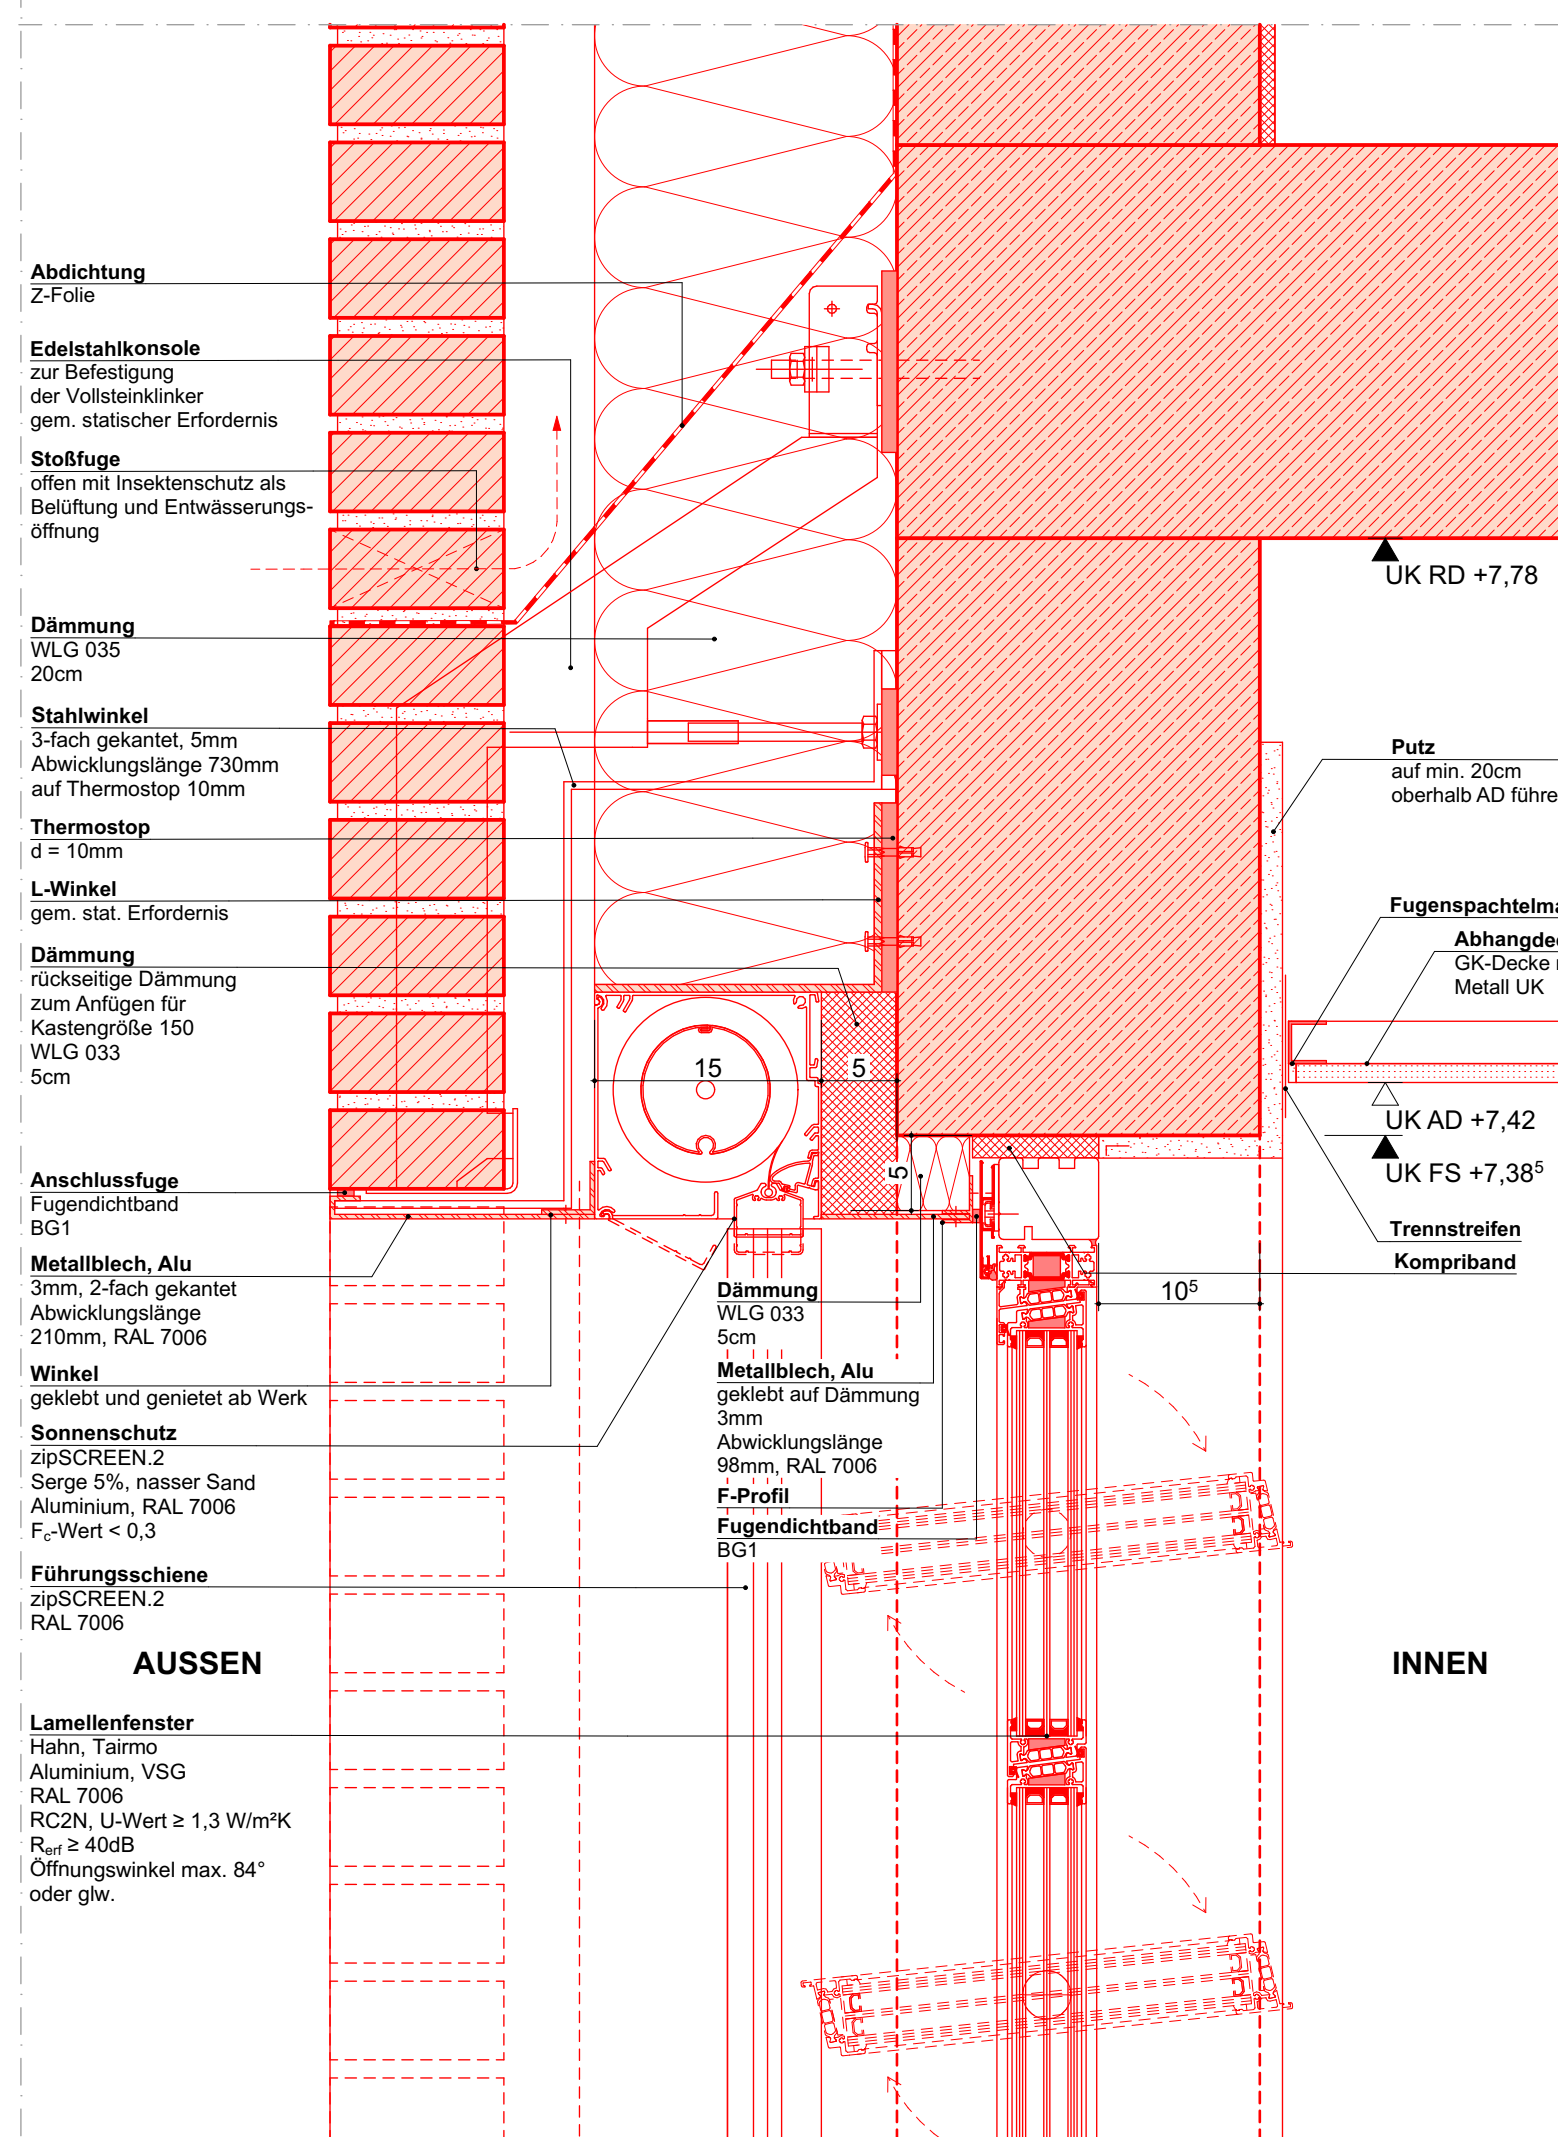 Abdichtung
Z-Folie
Edelstahlkonsole
zur Befestigung
der Vollsteinklinker
gem. statischer Erfordernis
Stoßfuge
offen mit Insektenschutz als
Belüftung und Entwässerungs-
öffnung
Dämmung
WLG 035
20cm
Stahlwinkel
3-fach gekantet, 5mm
Abwicklungslänge 730mm
auf Thermostop 10mm
Thermostop
d = 10mm
L-Winkel
gem. stat. Erfordernis
Dämmung
rückseitige Dämmung
zum Anfügen für
Kastengröße 150
WLG 033
5cm
Anschlussfuge
Fugendichtband
BG1
Metallblech, Alu
3mm, 2-fach gekantet
Abwicklungslänge
210mm, RAL 7006
Winkel
geklebt und genietet ab Werk
Sonnenschutz
zipSCREEN.2
Serge 5%, nasser Sand
Aluminium, RAL 7006
Fc-Wert < 0,3
Führungsschiene
zipSCREEN.2
RAL 7006
AUSSEN
Lamellenfenster
Hahn, Tairmo
Aluminium, VSG
RAL 7006
RC2N, U-Wert ≥ 1,3 W/m²K
Rerf ≥ 40dB
Öffnungswinkel max. 84°
oder glw.
15
5
5
Dämmung
WLG 033
5cm
Metallblech, Alu
geklebt auf Dämmung
3mm
Abwicklungslänge
98mm, RAL 7006
F-Profil
Fugendichtband
BG1
10⁵
UK RD +7,78
Putz
auf min. 20cm
oberhalb AD führe
Fugenspachtelma
Abhangdec
GK-Decke
Metall UK
UK AD +7,42
UK FS +7,38⁵
Trennstreifen
Kompriband
INNEN